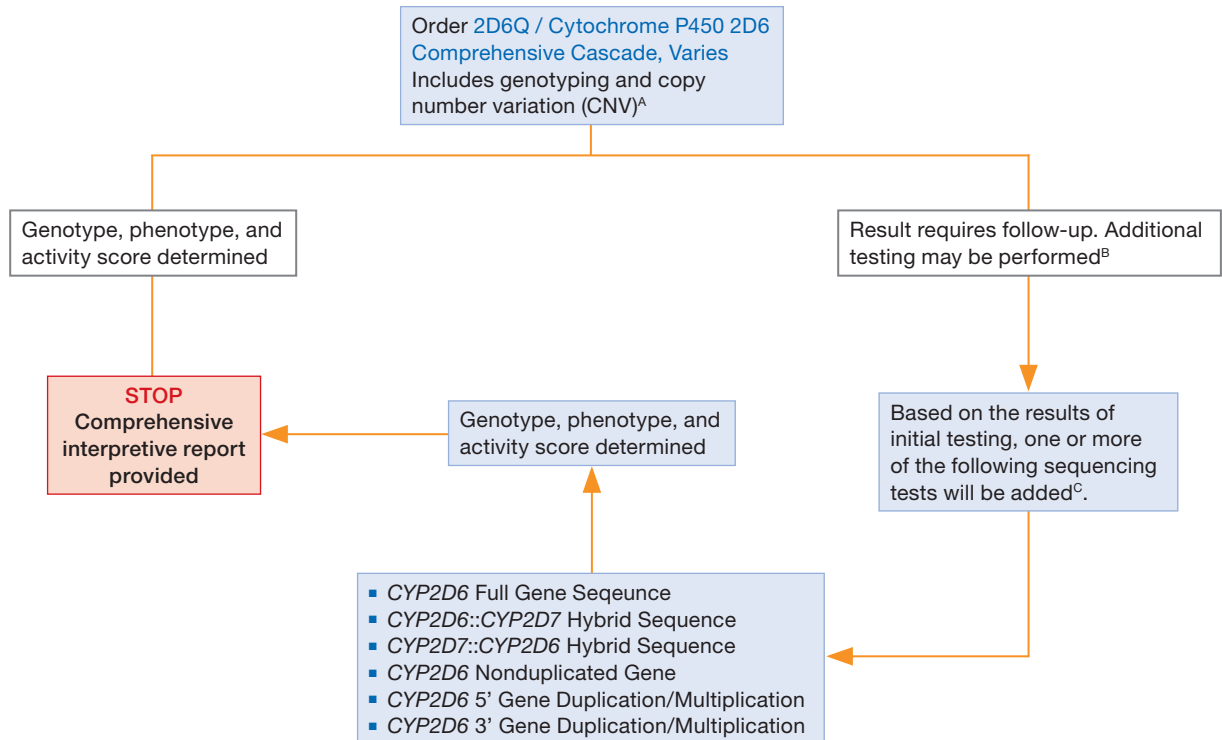 Order 2D6Q / Cytochrome P450 2D6
Comprehensive Cascade, Varies
Includes genotyping and copy
number variation (CNV)ᴬ
Genotype, phenotype, and
activity score determined
Result requires follow-up. Additional
testing may be performedᴮ
STOP
Comprehensive
interpretive report
provided
Genotype, phenotype, and
activity score determined
Based on the results of
initial testing, one or more
of the following sequencing
tests will be addedꟲ.
▪ CYP2D6 Full Gene Seqeunce
▪ CYP2D6::CYP2D7 Hybrid Sequence
▪ CYP2D7::CYP2D6 Hybrid Sequence
▪ CYP2D6 Nonduplicated Gene
▪ CYP2D6 5’ Gene Duplication/Multiplication
▪ CYP2D6 3’ Gene Duplication/Multiplication